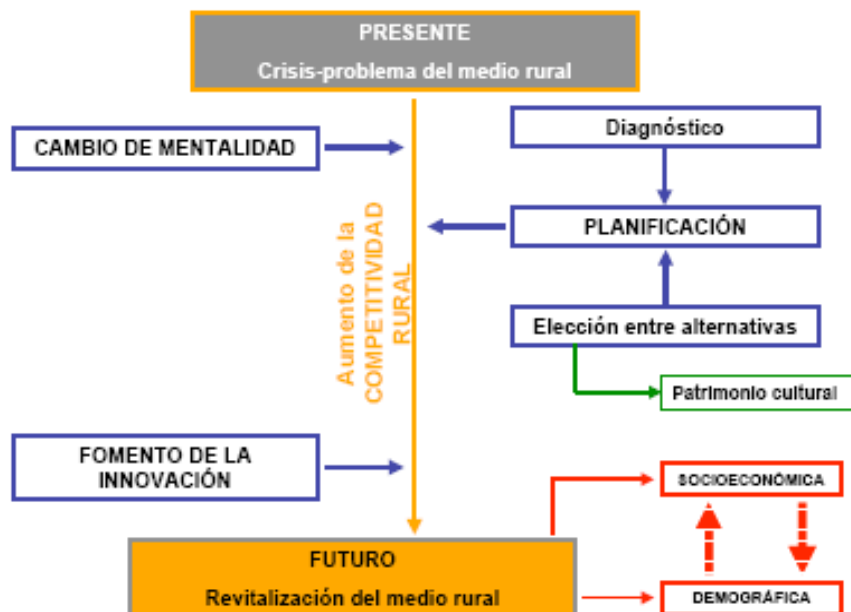 PRESENTE
Crisis-problema del medio rural
CAMBIO DE MENTALIDAD
Diagnóstico
PLANIFICACIÓN
Aumento de la
COMPETITIVIDAD
RURAL
Elección entre alternativas
Patrimonio cultural
FOMENTO DE LA
INNOVACIÓN
SOCIOECONÓMICA
FUTURO
Revitalización del medio rural
DEMOGRÁFICA